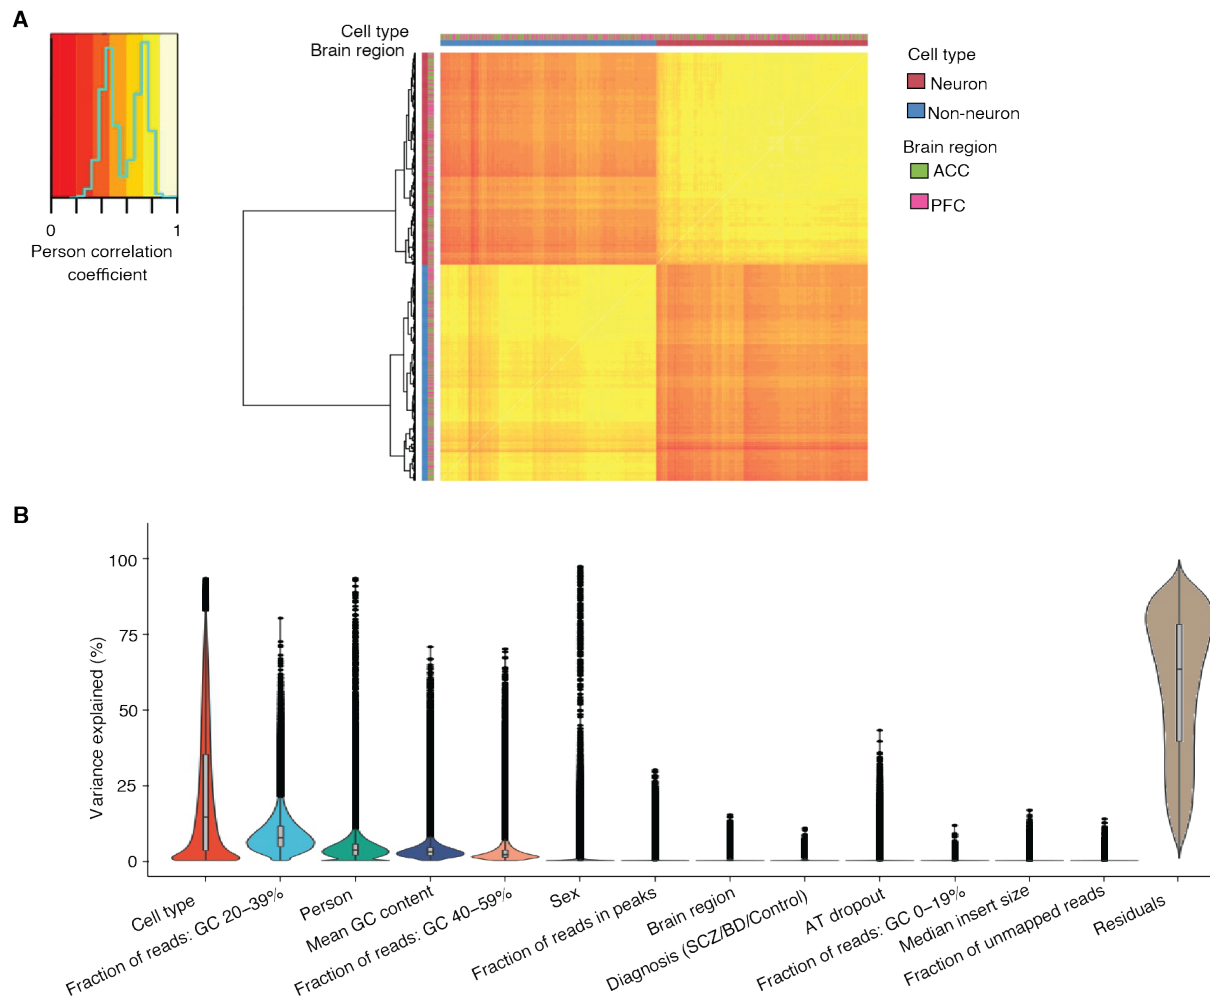 A
Cell type
Brain region
0 1
Person correlation
coefficient
Cell type
Neuron
Non-neuron
Brain region
ACC
PFC
B
Variance explained (%)
100
75
50
25
0
Cell type
Fraction of reads: GC 20–39%
Person
Mean GC content
Fraction of reads: GC 40–59%
Sex
Fraction of reads in peaks
Brain region
Diagnosis (SCZ/BD/Control)
AT dropout
Fraction of reads: GC 0–19%
Median insert size
Fraction of unmapped reads
Residuals